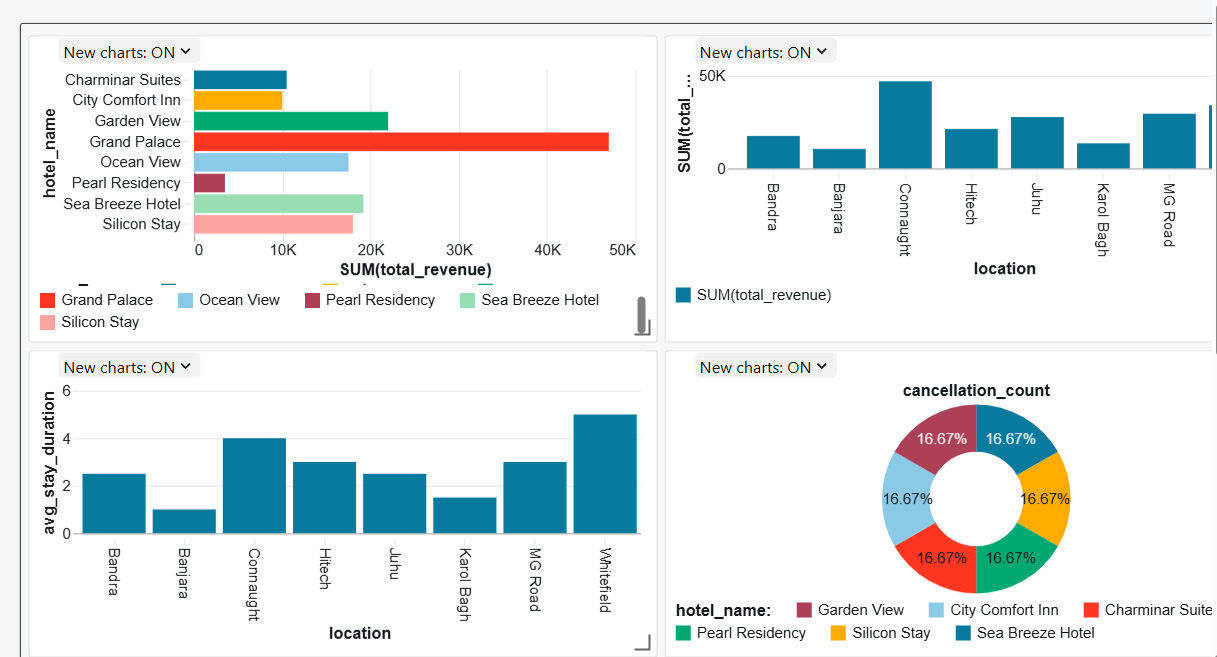 New charts: ON
hotel_name
Charminar Suites
City Comfort Inn
Garden View
Grand Palace
Ocean View
Pearl Residency
Sea Breeze Hotel
Silicon Stay
0 10K 20K 30K 40K 50K
SUM(total_revenue)
Grand Palace Ocean View Pearl Residency Sea Breeze Hotel
Silicon Stay
New charts: ON
SUM(total_...
50K
0
Bandra Banjara Connaught Hitech Juhu Karol Bagh MG Road
location
SUM(total_revenue)
New charts: ON
avg_stay_duration
6
4
2
0
Bandra Banjara Connaught Hitech Juhu Karol Bagh MG Road Whitefield
location
New charts: ON
cancellation_count
16.67% 16.67%
16.67% 16.67%
16.67% 16.67%
hotel_name: Garden View City Comfort Inn Charminar Suite
Pearl Residency Silicon Stay Sea Breeze Hotel